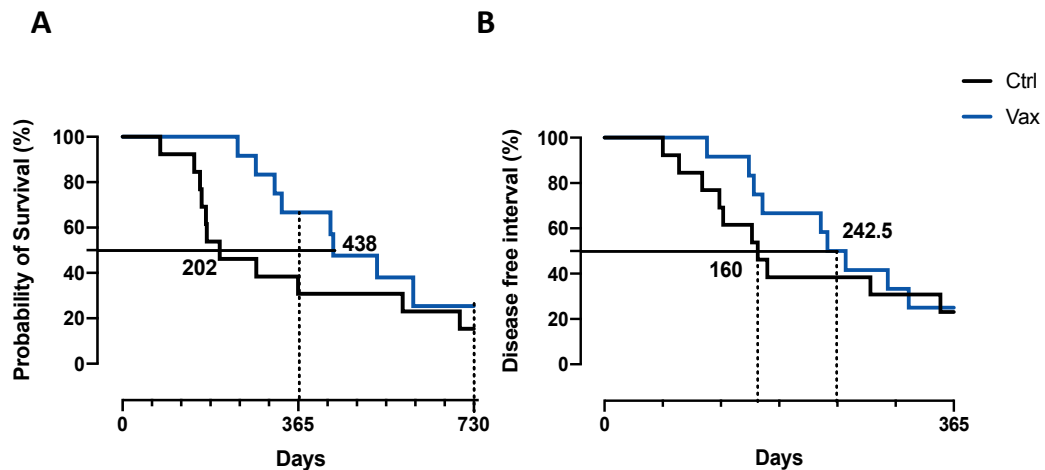 A
B
Ctrl
Vax
Probability of Survival (%)
100
80
60
40
20
0
438
202
0
365
730
Days
Disease free interval (%)
100
80
60
40
20
0
242.5
160
0
365
Days